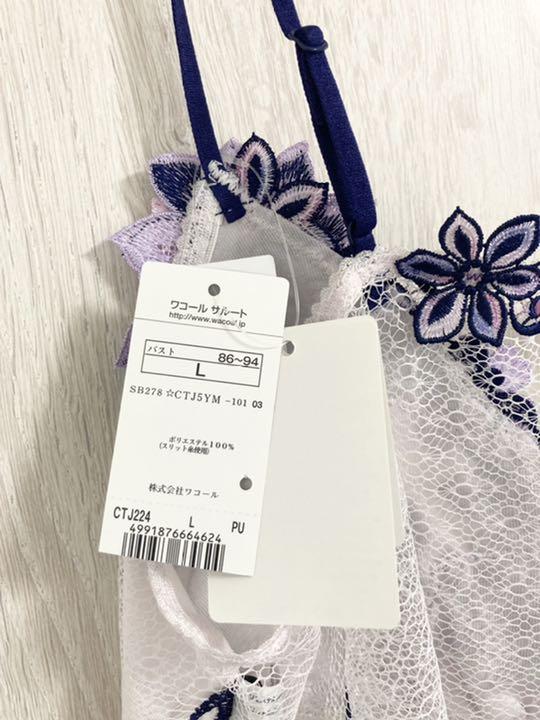 ワコール サルート
http://www.wacoal.jp
バスト 86~94
L
SB278 ☆CTJ5YM -101 03
ポリエステル100%
(スリット糸使用)
株式会社ワコール
CTJ224 L PU
4991876664624